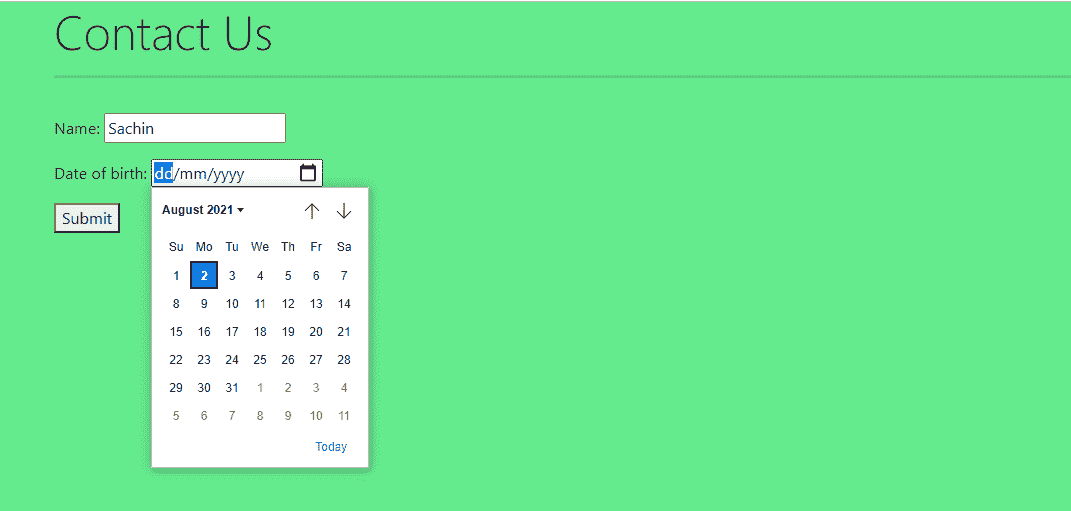 Contact Us
Name: Sachin
Date of birth: dd/mm/yyyy
Submit
August 2021
Su Mo Tu We Th Fr Sa
1 2 3 4 5 6 7
8 9 10 11 12 13 14
15 16 17 18 19 20 21
22 23 24 25 26 27 28
29 30 31 1 2 3 4
5 6 7 8 9 10 11
Today